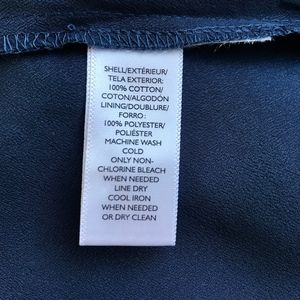 SHELL/EXTÉRIEUR/
TELA EXTERIOR:
100% COTTON/
COTON/ALGODÓN
LINING/DOUBLURE/
FORRO:
100% POLYESTER/
POLIÉSTER
MACHINE WASH
COLD
ONLY NON-
CHLORINE BLEACH
WHEN NEEDED
LINE DRY
COOL IRON
WHEN NEEDED
OR DRY CLEAN